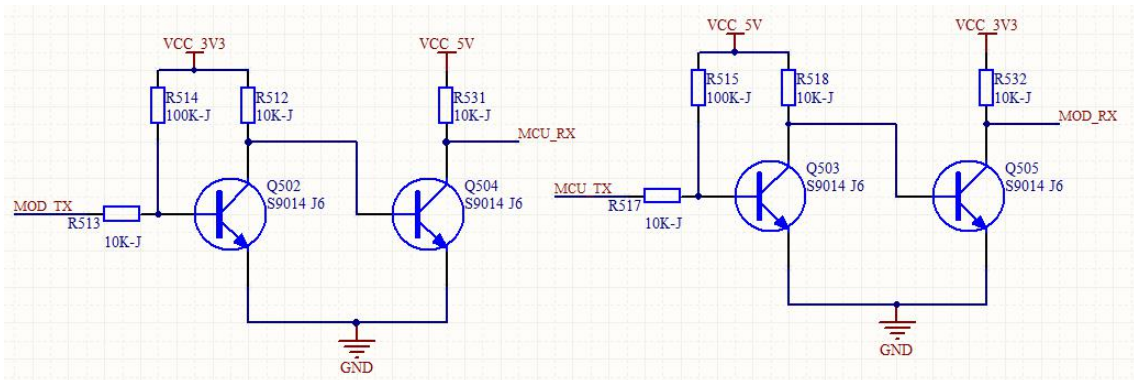 VCC_3V3
R514
100K-J
R512
10K-J
VCC_5V
R531
10K-J
MCU_RX
Q502
S9014 J6
Q504
S9014 J6
MOD_TX
R513
10K-J
GND
VCC_5V
R515
100K-J
R518
10K-J
VCC_3V3
R532
10K-J
MOD_RX
Q503
S9014 J6
Q505
S9014 J6
MCU_TX
R517
10K-J
GND